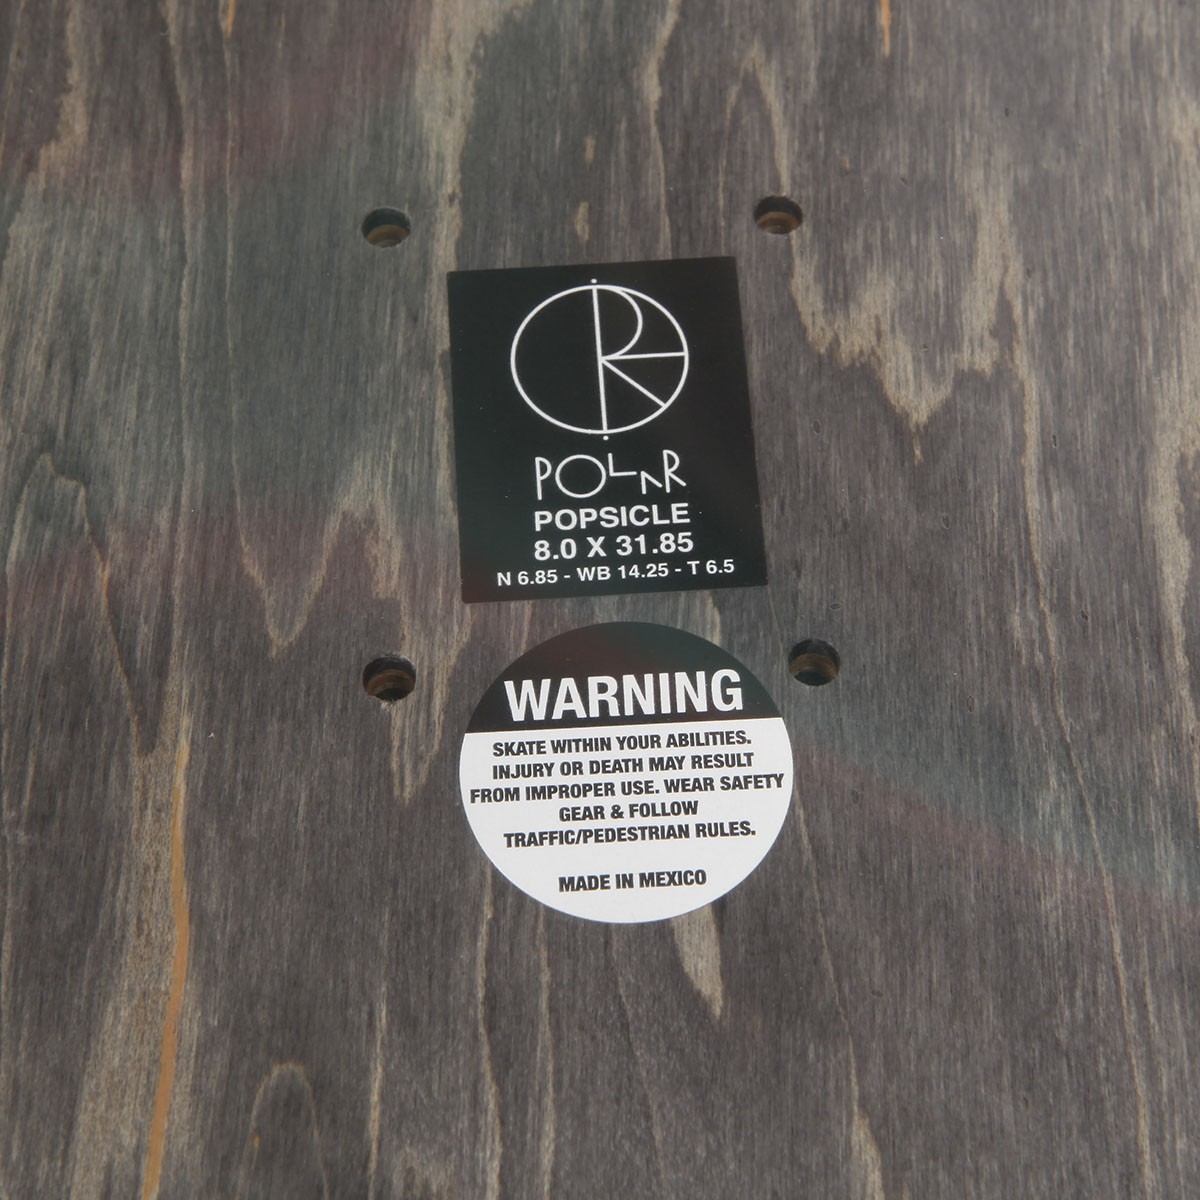 POLAR
POPSICLE
8.0 X 31.85
N 6.85 - WB 14.25 - T 6.5
WARNING
SKATE WITHIN YOUR ABILITIES.
INJURY OR DEATH MAY RESULT
FROM IMPROPER USE. WEAR SAFETY
GEAR & FOLLOW
TRAFFIC/PEDESTRIAN RULES.
MADE IN MEXICO